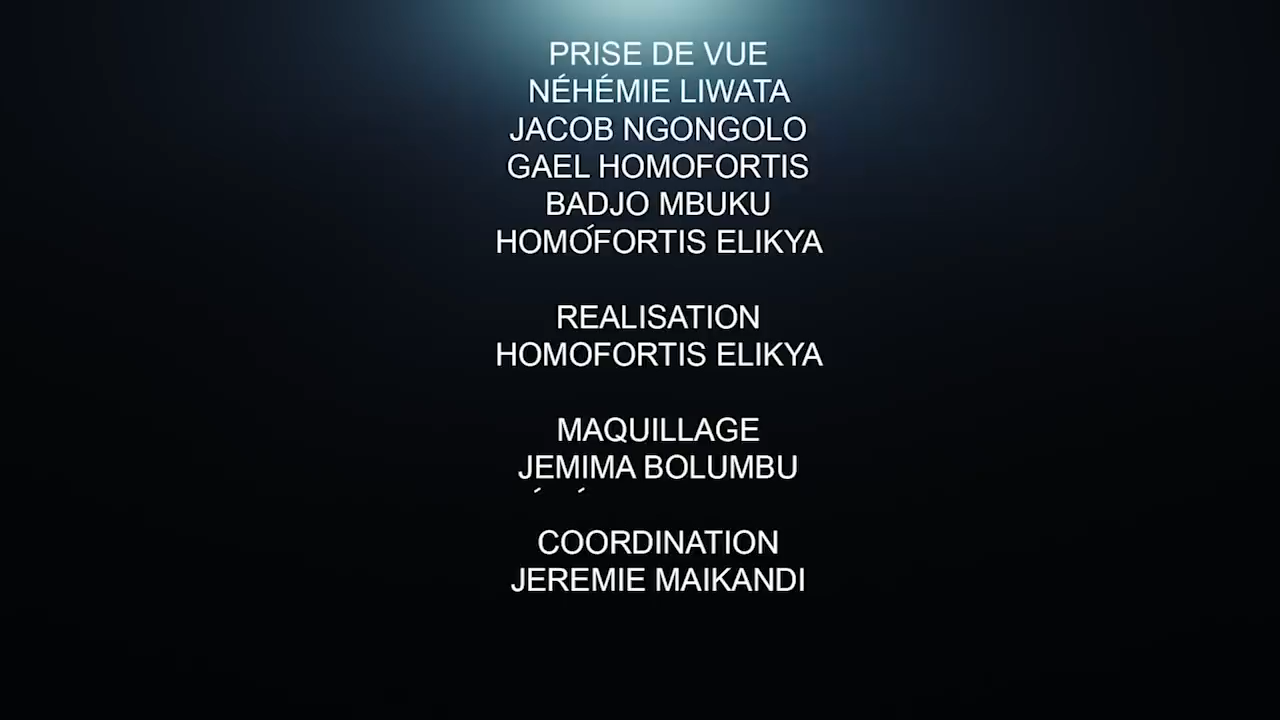 PRISE DE VUE
NÉHÉMIE LIWATA
JACOB NGONGOLO
GAEL HOMOFORTIS
BADJO MBUKU
HOMOFORTIS ELIKYA
REALISATION
HOMOFORTIS ELIKYA
MAQUILLAGE
JEMIMA BOLUMBU
COORDINATION
JEREMIE MAIKANDI